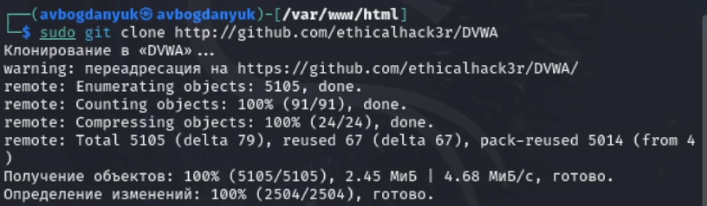 ┌──(avbogdanyuk㉿avbogdanyuk)-[/var/www/html]
└─$ sudo git clone http://github.com/ethicalhack3r/DVWA
Клонирование в «DVWA»...
warning: переадресация на https://github.com/ethicalhack3r/DVWA/
remote: Enumerating objects: 5105, done.
remote: Counting objects: 100% (91/91), done.
remote: Compressing objects: 100% (24/24), done.
remote: Total 5105 (delta 79), reused 67 (delta 67), pack-reused 5014 (from 4
)
Получение объектов: 100% (5105/5105), 2.45 МиБ | 4.68 МиБ/с, готово.
Определение изменений: 100% (2504/2504), готово.